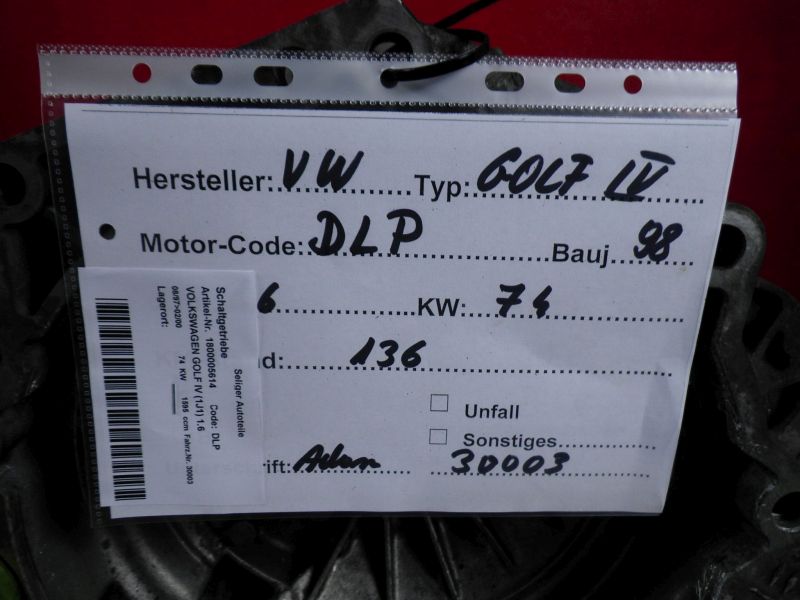 Hersteller: VW Typ: GOLF IV
Motor-Code: DLP Bauj 98
6 KW: 74
d: 136
Unfall
Sonstiges
rift: 30003
Seliger Autoteile
Schaltgetriebe
Artikel-Nr. 1800005614 Code: DLP
VOLKSWAGEN GOLF IV (1J1) 1.6
08/97>02/00 74 KW 1595 ccm Fahrz.Nr. 30003
Lagerort: